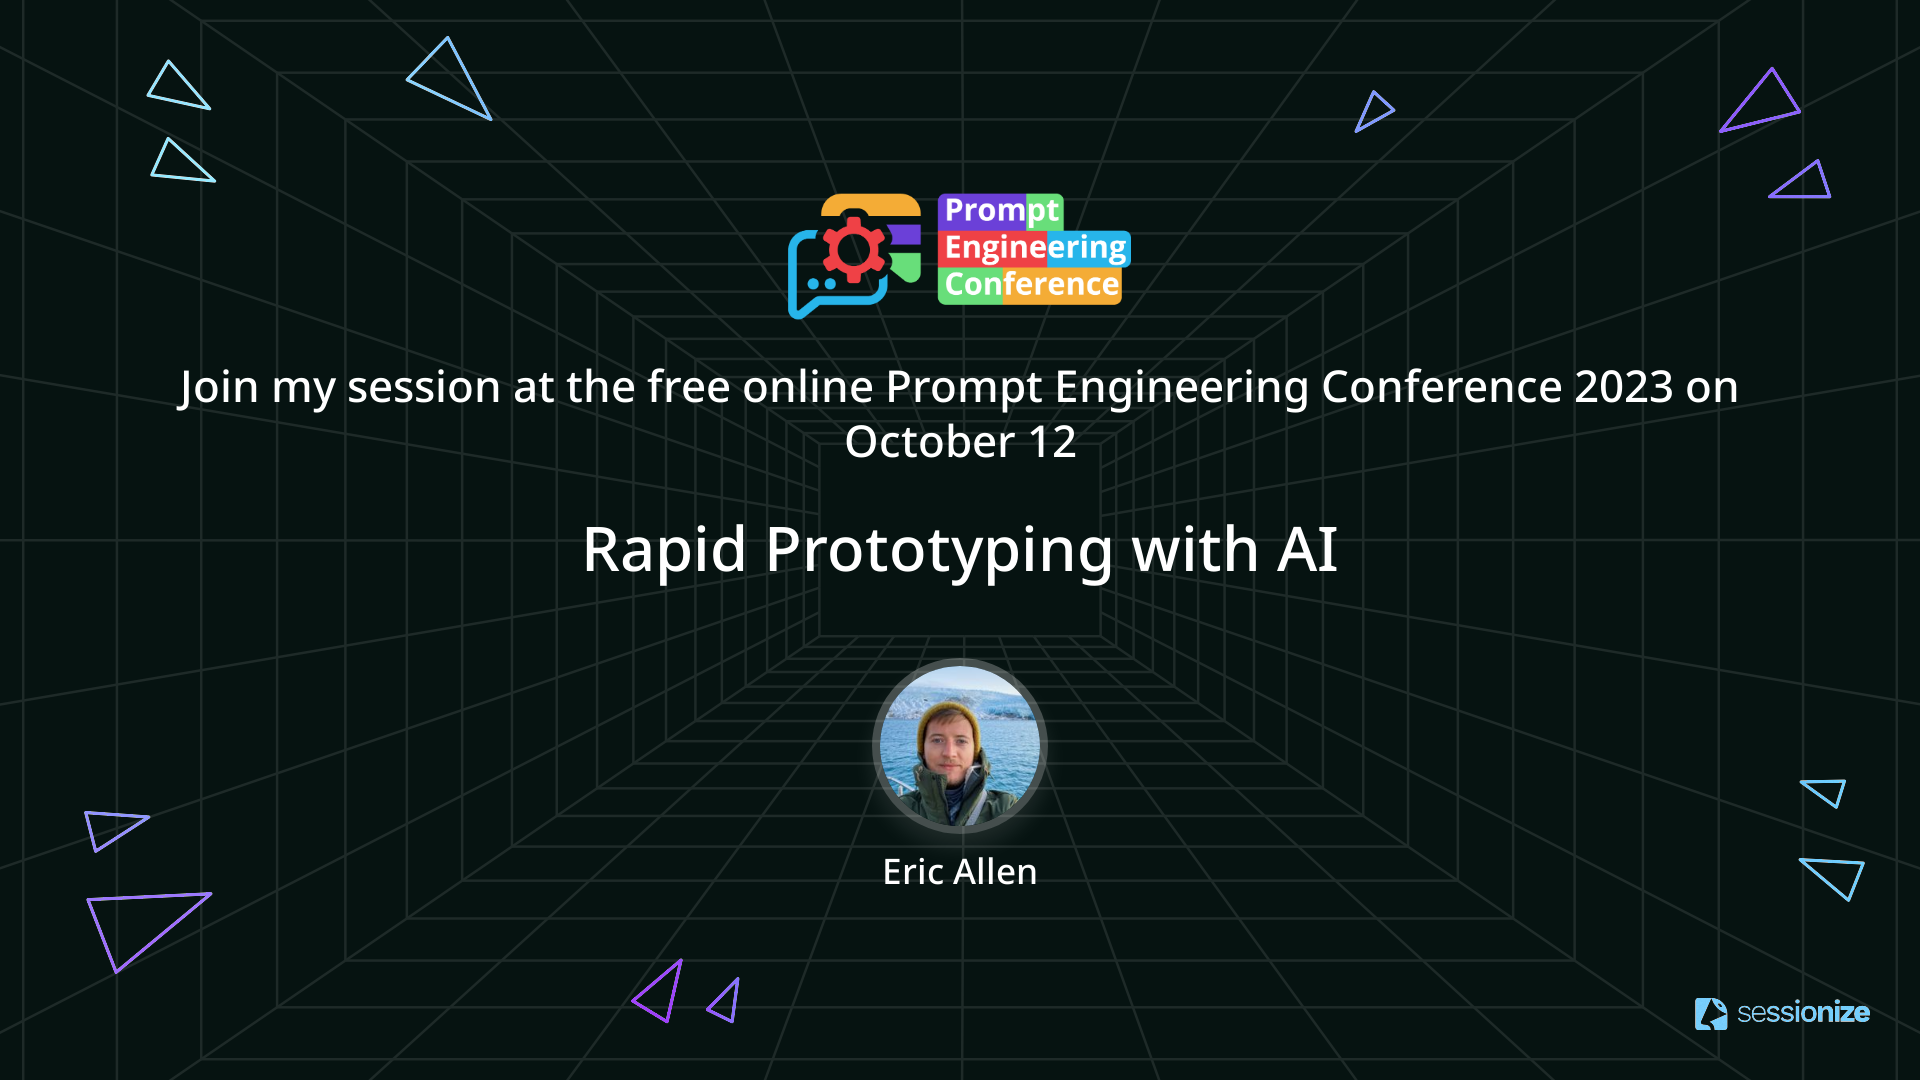 Prompt
Engineering
Conference
Join my session at the free online Prompt Engineering Conference 2023 on
October 12
Rapid Prototyping with AI
Eric Allen
sessionize